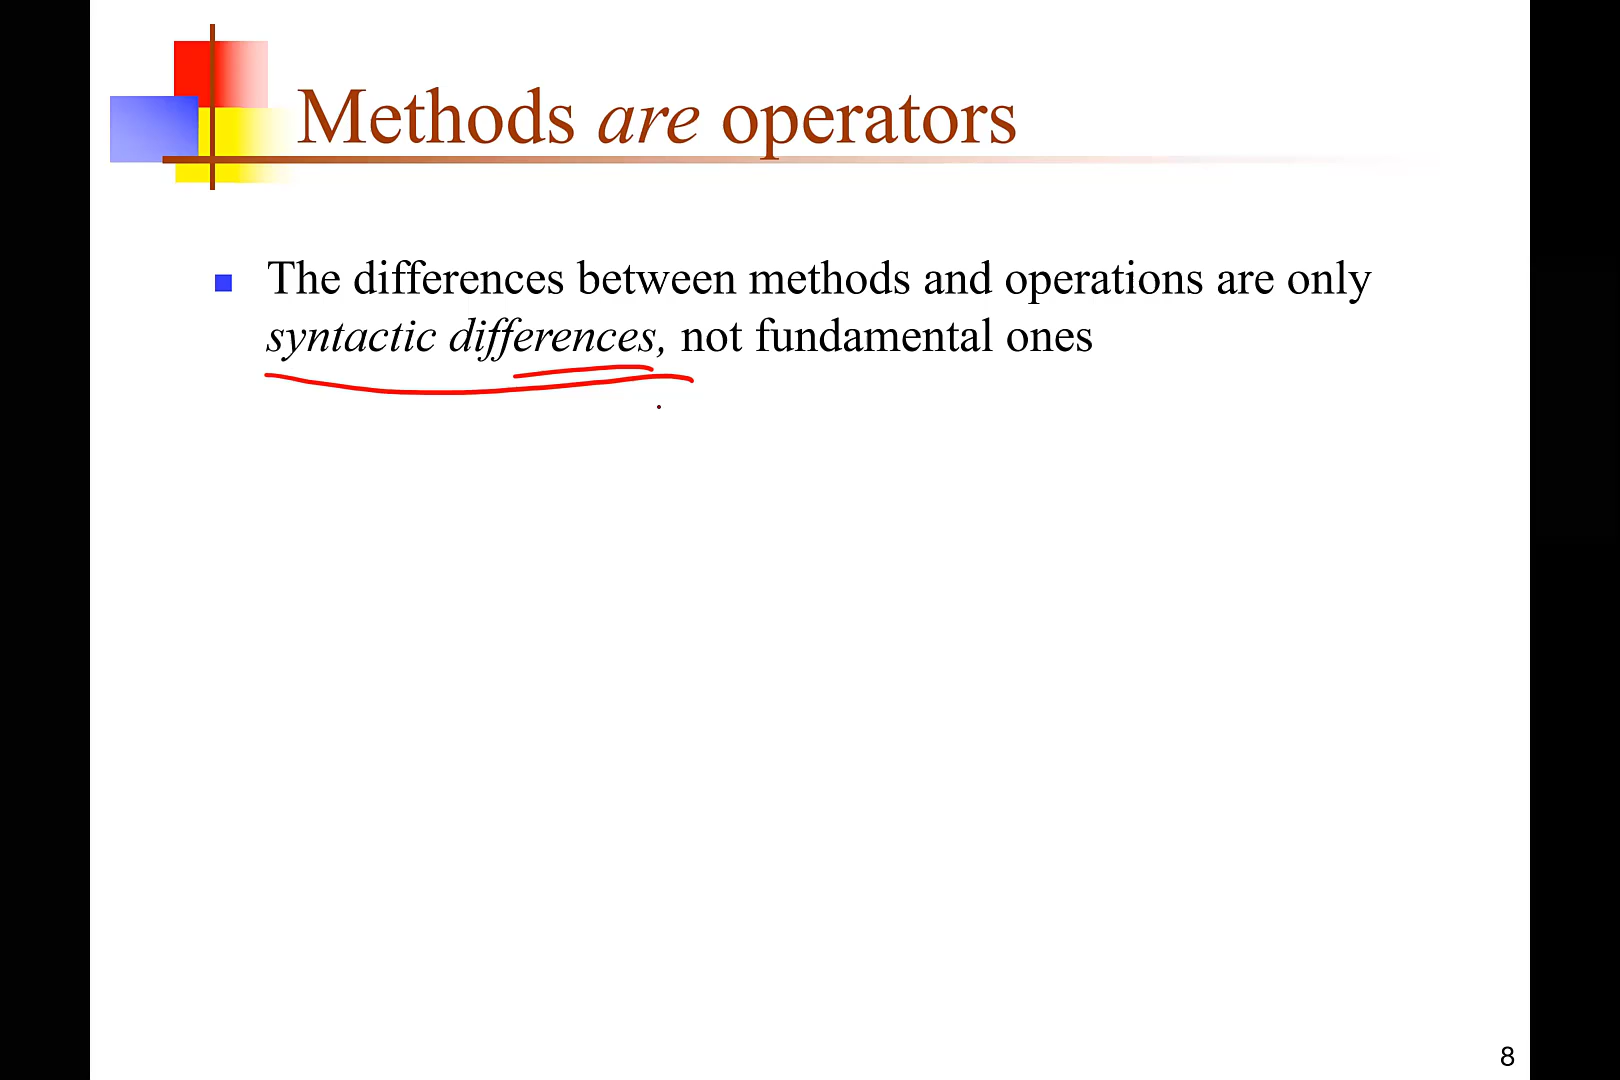 Methods are operators
The differences between methods and operations are only
syntactic differences, not fundamental ones
8